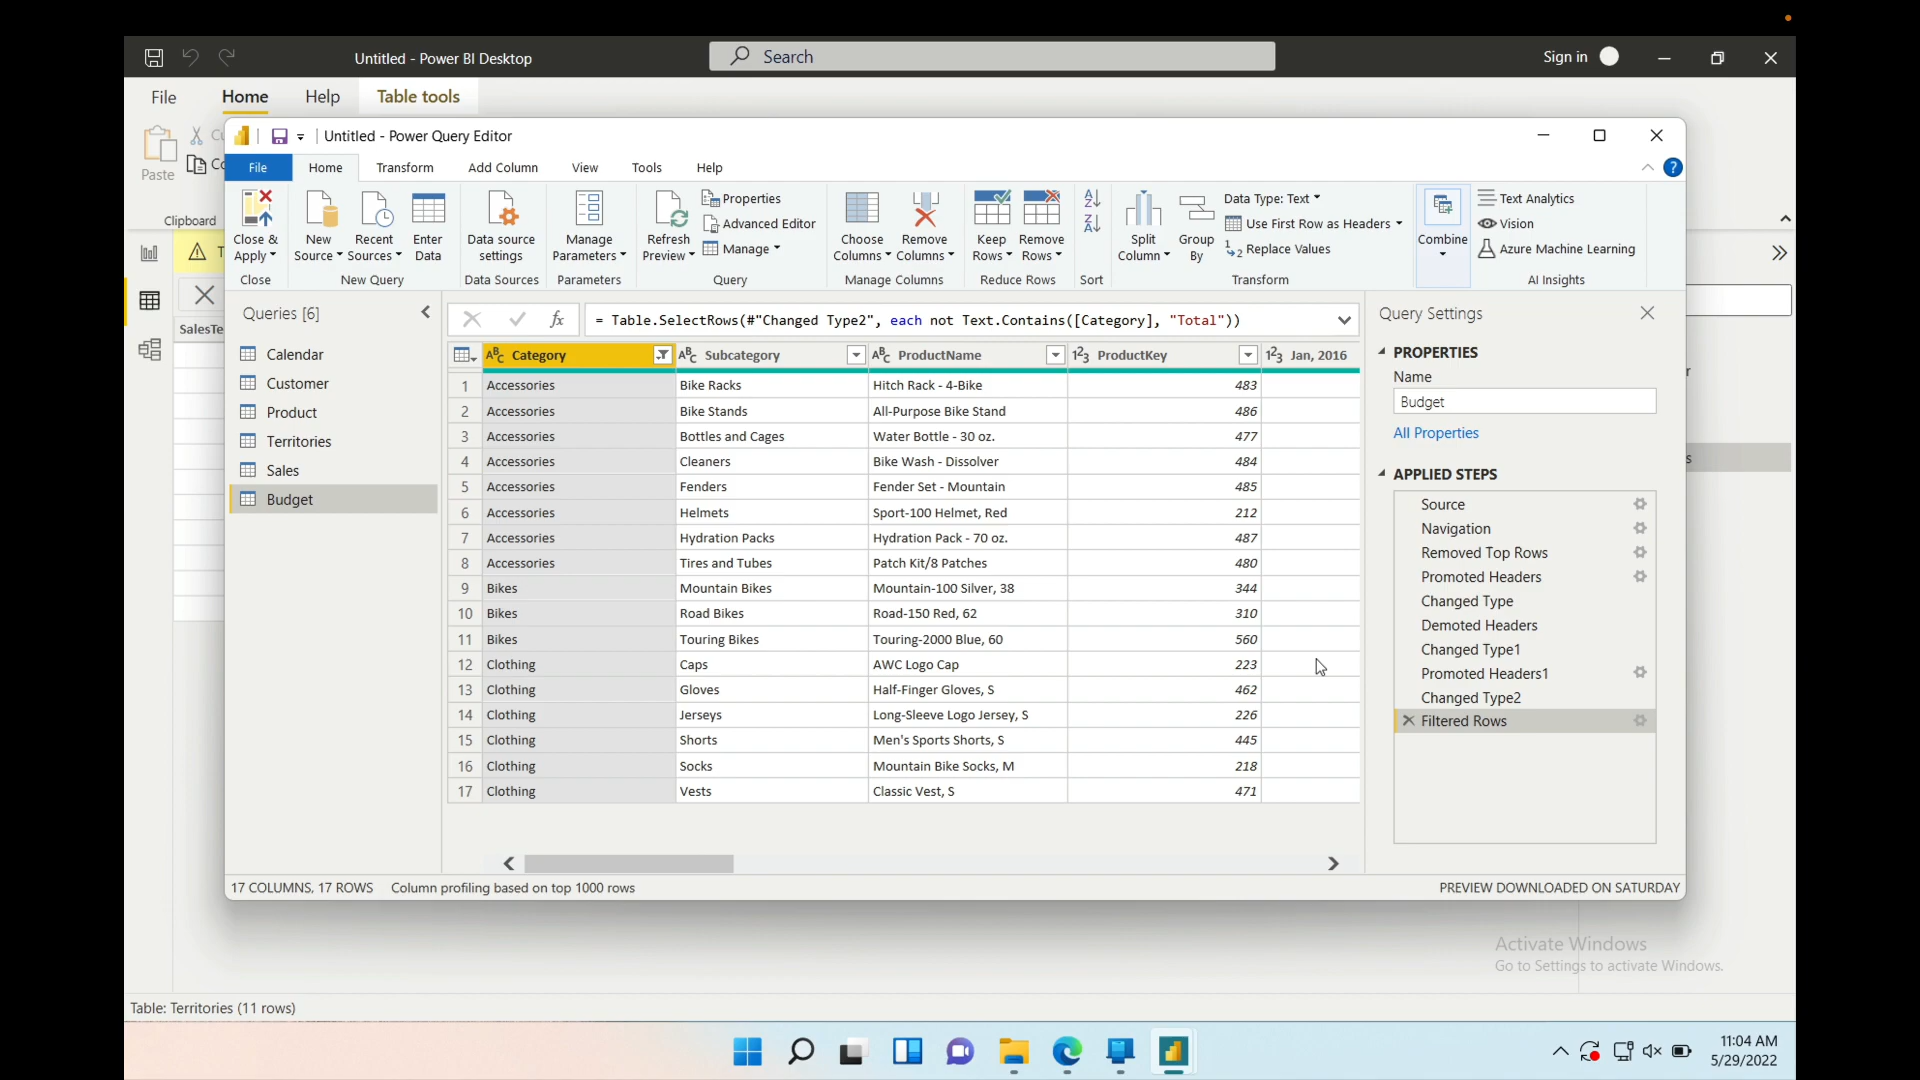 Untitled - Power BI Desktop
Search
Sign in
File
Home
Help
Table tools
Paste
Clipboard
Untitled - Power Query Editor
File
Home
Transform
Add Column
View
Tools
Help
Close & Apply
Close
New Source
Recent Sources
Enter Data
New Query
Data source settings
Data Sources
Manage Parameters
Parameters
Refresh Preview
Properties
Advanced Editor
Manage
Query
Choose Columns
Remove Columns
Manage Columns
Keep Rows
Remove Rows
Reduce Rows
Sort
Split Column
Group By
Data Type: Text
Use First Row as Headers
Replace Values
Transform
Combine
Text Analytics
Vision
Azure Machine Learning
AI Insights
Queries [6]
Calendar
Customer
Product
Territories
Sales
Budget
= Table.SelectRows(#"Changed Type2", each not Text.Contains([Category], "Total"))
Category Subcategory ProductName ProductKey Jan, 2016
1 Accessories Bike Racks Hitch Rack - 4-Bike 483
2 Accessories Bike Stands All-Purpose Bike Stand 486
3 Accessories Bottles and Cages Water Bottle - 30 oz. 477
4 Accessories Cleaners Bike Wash - Dissolver 484
5 Accessories Fenders Fender Set - Mountain 485
6 Accessories Helmets Sport-100 Helmet, Red 212
7 Accessories Hydration Packs Hydration Pack - 70 oz. 487
8 Accessories Tires and Tubes Patch Kit/8 Patches 480
9 Bikes Mountain Bikes Mountain-100 Silver, 38 344
10 Bikes Road Bikes Road-150 Red, 62 310
11 Bikes Touring Bikes Touring-2000 Blue, 60 560
12 Clothing Caps AWC Logo Cap 223
13 Clothing Gloves Half-Finger Gloves, S 462
14 Clothing Jerseys Long-Sleeve Logo Jersey, S 226
15 Clothing Shorts Men's Sports Shorts, S 445
16 Clothing Socks Mountain Bike Socks, M 218
17 Clothing Vests Classic Vest, S 471
Query Settings
PROPERTIES
Name
Budget
All Properties
APPLIED STEPS
Source
Navigation
Removed Top Rows
Promoted Headers
Changed Type
Demoted Headers
Changed Type1
Promoted Headers1
Changed Type2
Filtered Rows
17 COLUMNS, 17 ROWS
Column profiling based on top 1000 rows
PREVIEW DOWNLOADED ON SATURDAY
Activate Windows
Go to Settings to activate Windows.
Table: Territories (11 rows)
11:04 AM
5/29/2022